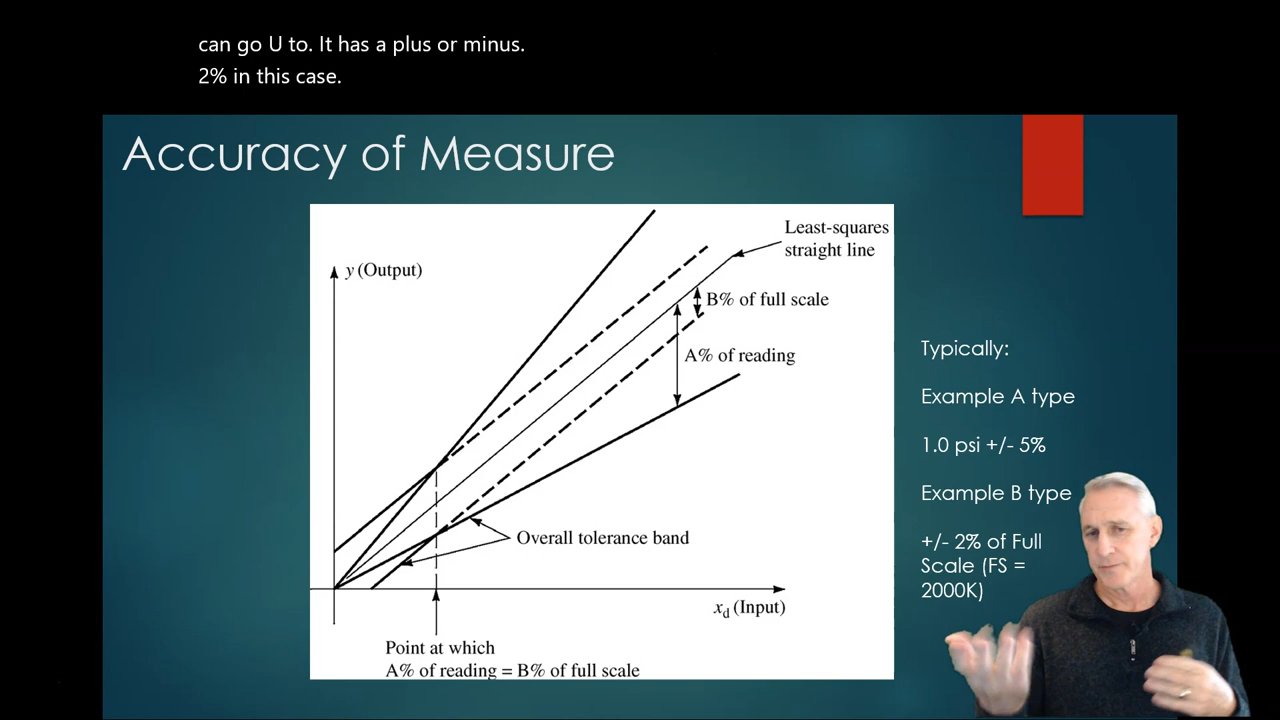 can go U to. It has a plus or minus.
2% in this case.
Accuracy of Measure
Least-squares
straight line
y (Output)
B% of full scale
A% of reading
Overall tolerance band
xd (Input)
Point at which
A% of reading = B% of full scale
Typically:
Example A type
1.0 psi +/- 5%
Example B type
+/- 2% of Full
Scale (FS =
2000K)